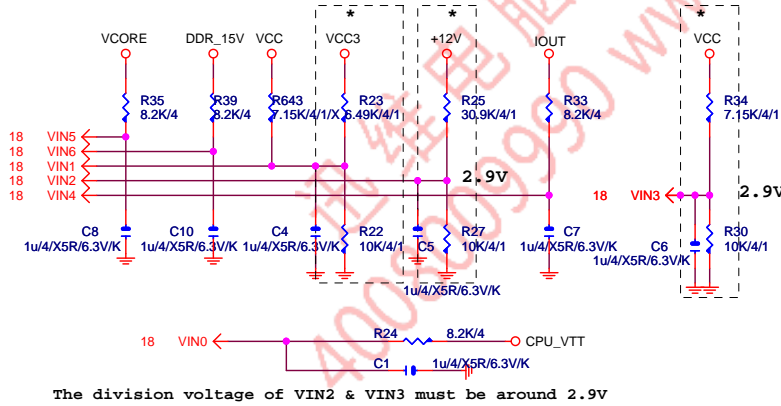 * * *
VCORE DDR_15V VCC VCC3 +12V IOUT VCC
R35 R39 R643 R23 R25 R33 R34
8.2K/4 8.2K/4 7.15K/4/1/X 6.49K/4/1 30.9K/4/1 8.2K/4 7.15K/4/1
18 VIN5
18 VIN6
18 VIN1
18 VIN2 2.9V
18 VIN4 18 VIN3 2.9V
C8 C10 C4 R22 C5 R27 C7 C6 R30
1u/4/X5R/6.3V/K 1u/4/X5R/6.3V/K 1u/4/X5R/6.3V/K 10K/4/1 10K/4/1 1u/4/X5R/6.3V/K 1u/4/X5R/6.3V/K 10K/4/1
1u/4/X5R/6.3V/K
18 VIN0 R24 8.2K/4 CPU_VTT
C1 1u/4/X5R/6.3V/K
The division voltage of VIN2 & VIN3 must be around 2.9V
迅维电脑
4008009990 www